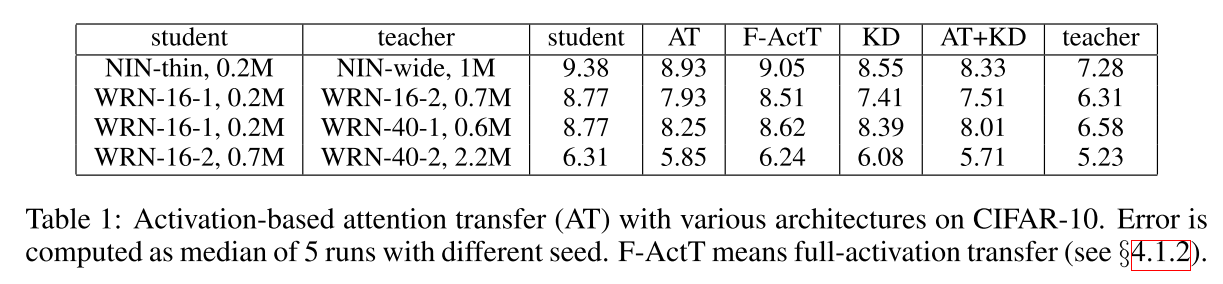 student teacher student AT F-ActT KD AT+KD teacher
NIN-thin, 0.2M NIN-wide, 1M 9.38 8.93 9.05 8.55 8.33 7.28
WRN-16-1, 0.2M WRN-16-2, 0.7M 8.77 7.93 8.51 7.41 7.51 6.31
WRN-16-1, 0.2M WRN-40-1, 0.6M 8.77 8.25 8.62 8.39 8.01 6.58
WRN-16-2, 0.7M WRN-40-2, 2.2M 6.31 5.85 6.24 6.08 5.71 5.23
Table 1: Activation-based attention transfer (AT) with various architectures on CIFAR-10. Error is
computed as median of 5 runs with different seed. F-ActT means full-activation transfer (see §4.1.2).